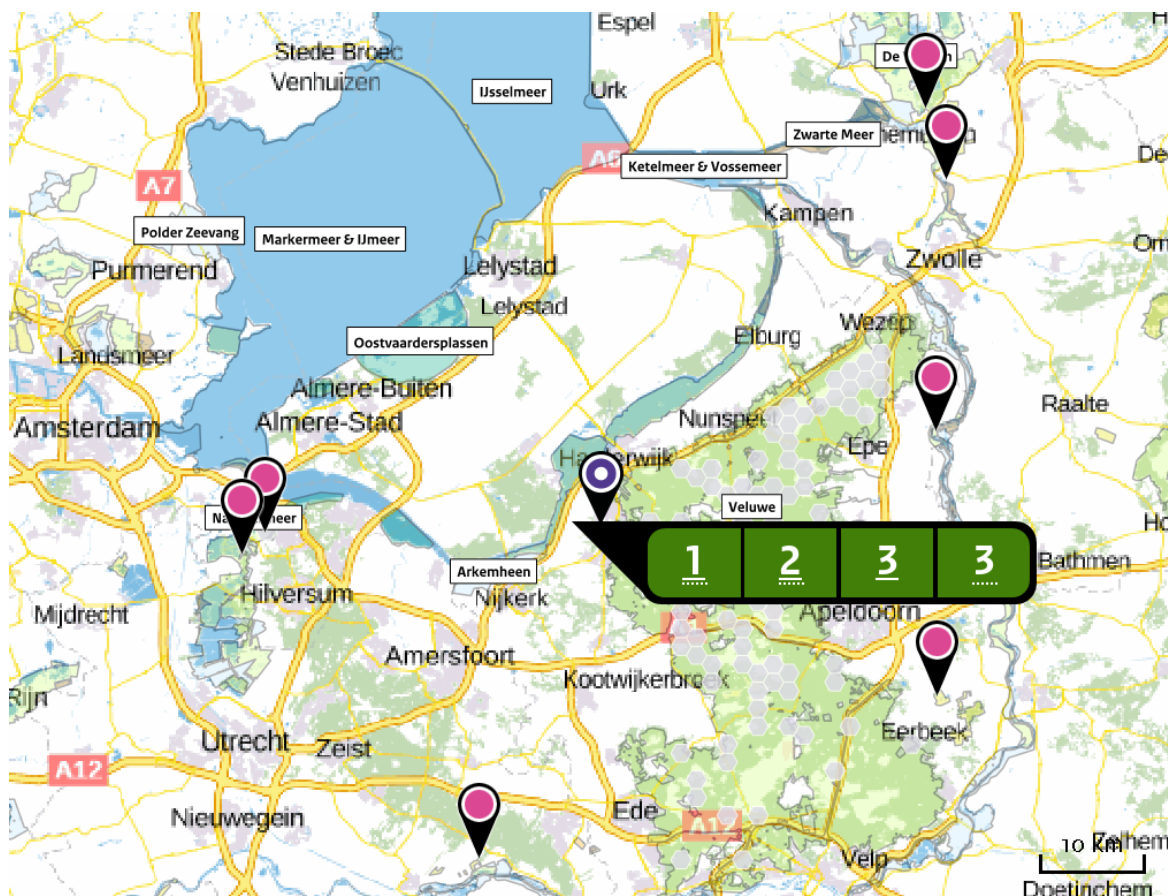 Espel
Stede Broec
Venhuizen
IJsselmeer
Urk
Zwarte Meer
A7
A6
Ketelmeer & Vossemeer
De
Kampen
Polder Zeevang
Markermeer & IJmeer
Zwolle
Purmerend
Lelystad
Lelystad
Wezep
Elburg
Oostvaardersplassen
Landsmeer
Almere-Buiten
Raalte
Almere-Stad
Nunspeet
Amsterdam
Epe
Veluwe
1 2 3 3
Bathmen
Arkemheen
Hilversum
Nijkerk
Mijdrecht
Apeldoorn
Amersfoort
Kootwijkerbroek
Rijn
Utrecht
Zeist
Eerbeek
A12
Nieuwegein
Ede
A12
10 km
Velp
Doetinchem